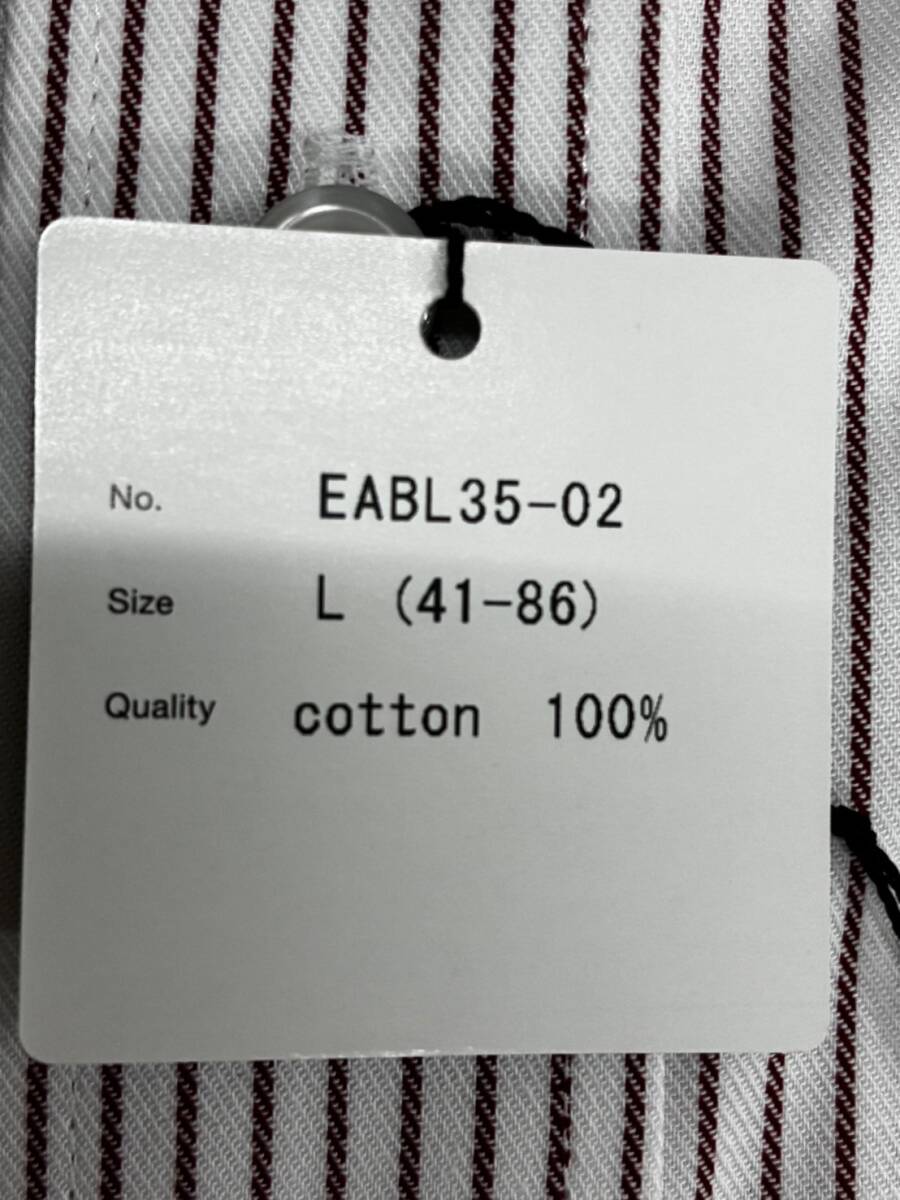 No. EABL35-02
Size L (41-86)
Quality cotton 100%